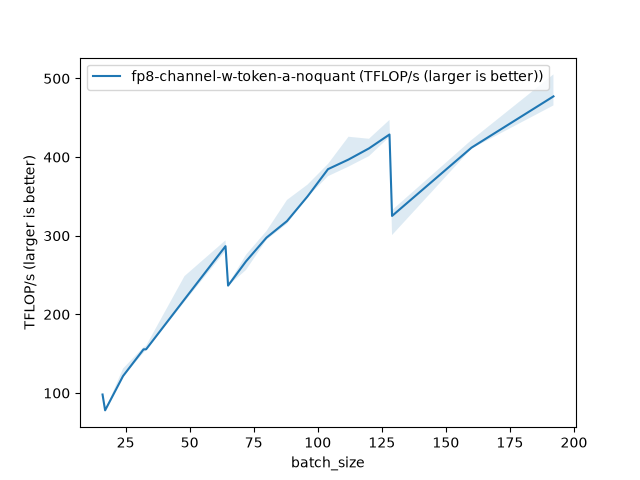 fp8-channel-w-token-a-noquant (TFLOP/s (larger is better))
500
400
300
200
100
TFLOP/s (larger is better)
25 50 75 100 125 150 175 200
batch_size